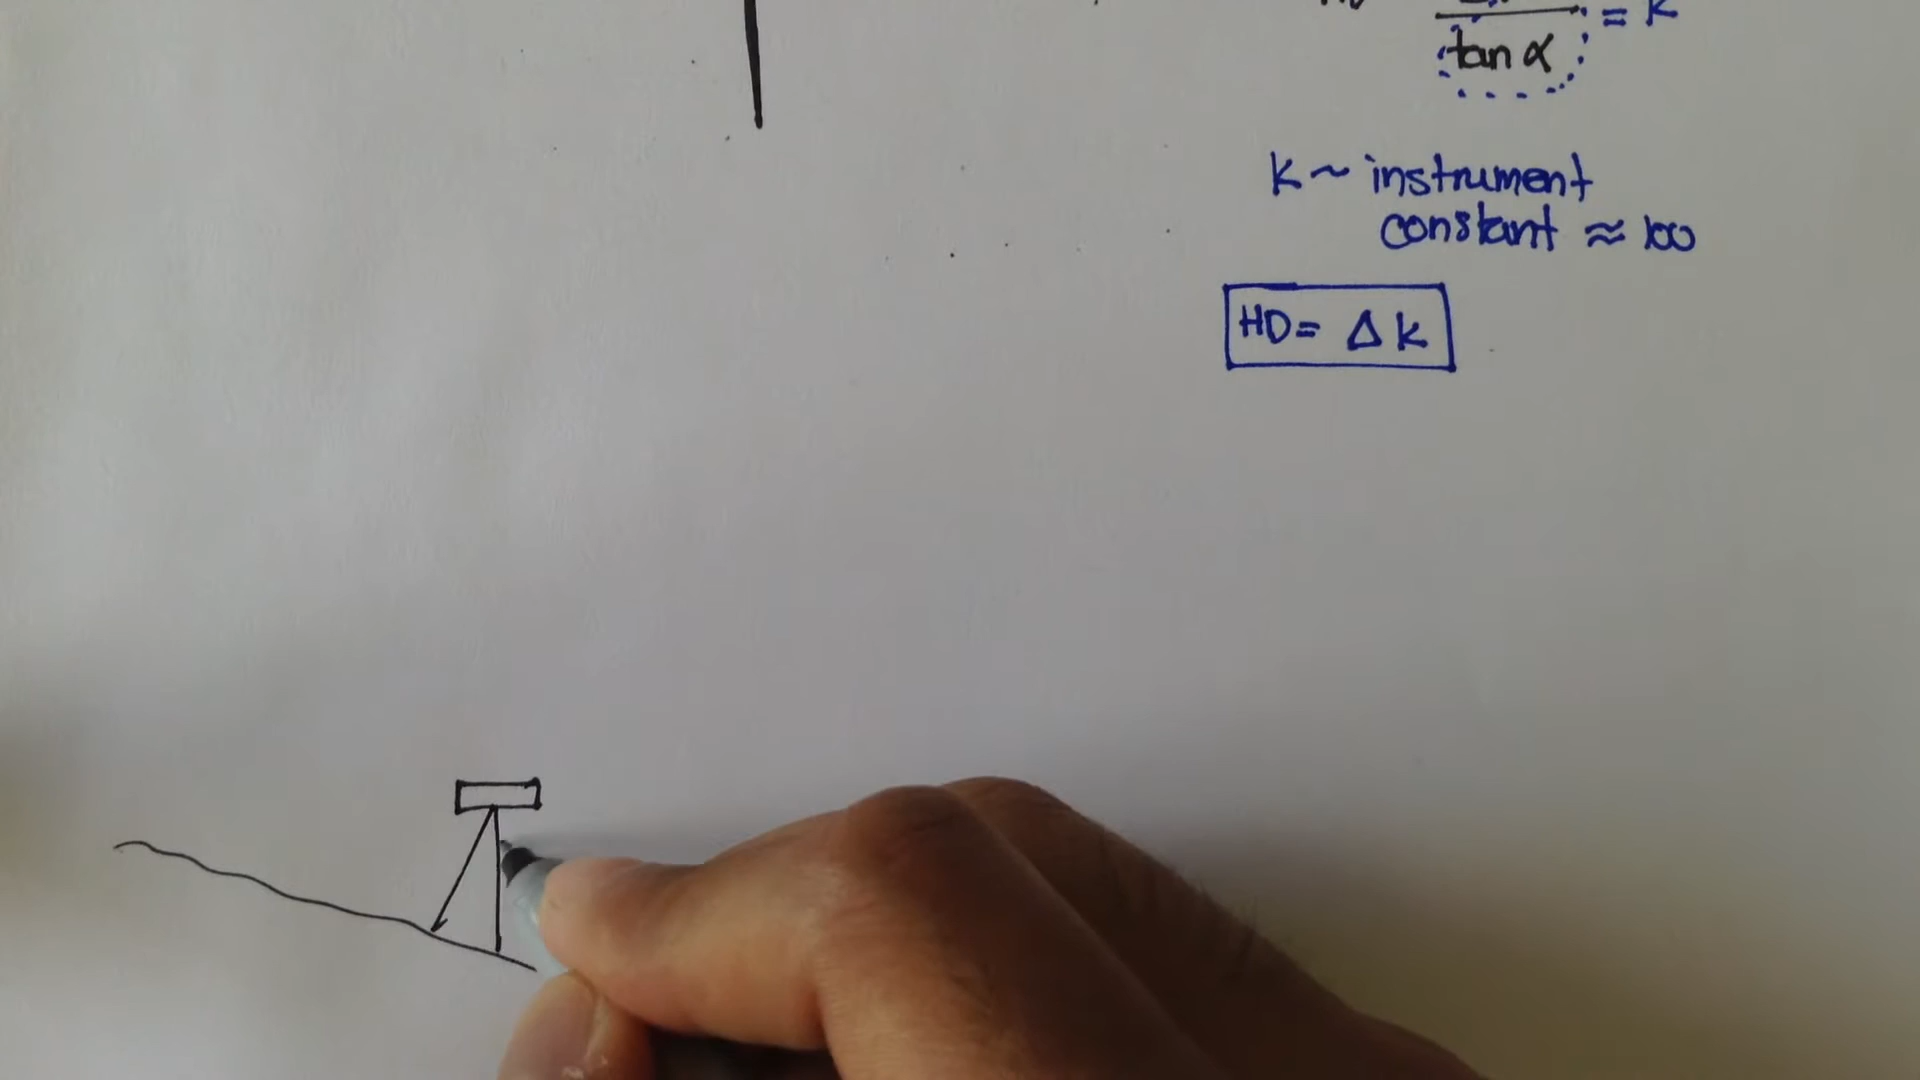 = K
tan α
K ~ instrument
constant ≈ 100
HD = Δ K